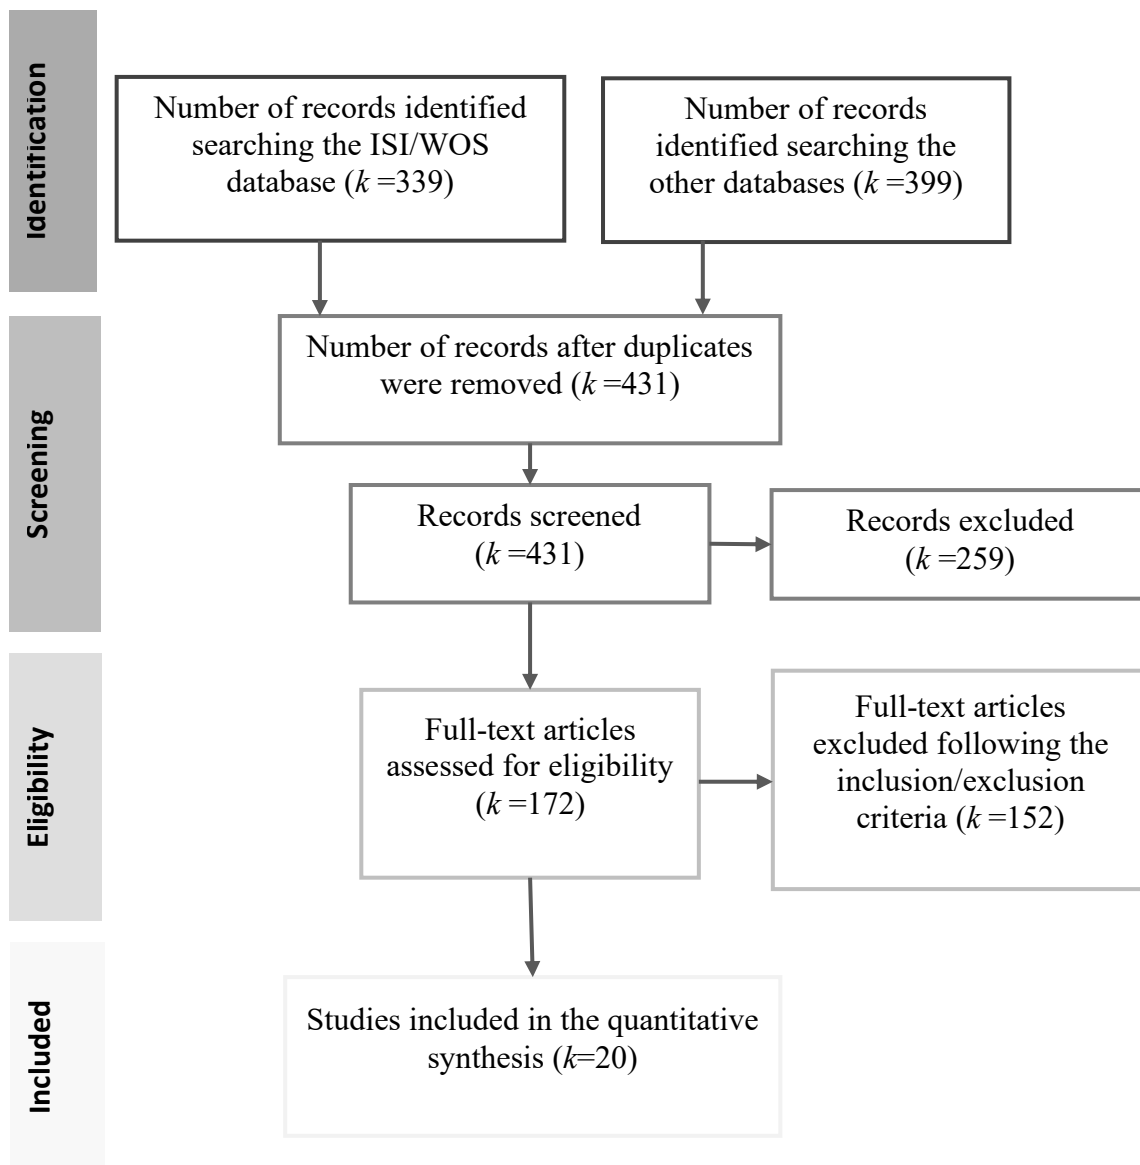 Identification
Number of records identified
searching the ISI/WOS
database (k =339)
Number of records
identified searching the
other databases (k =399)
Screening
Number of records after duplicates
were removed (k =431)
Records screened
(k =431)
Records excluded
(k =259)
Eligibility
Full-text articles
assessed for eligibility
(k =172)
Full-text articles
excluded following the
inclusion/exclusion
criteria (k =152)
Included
Studies included in the quantitative
synthesis (k=20)